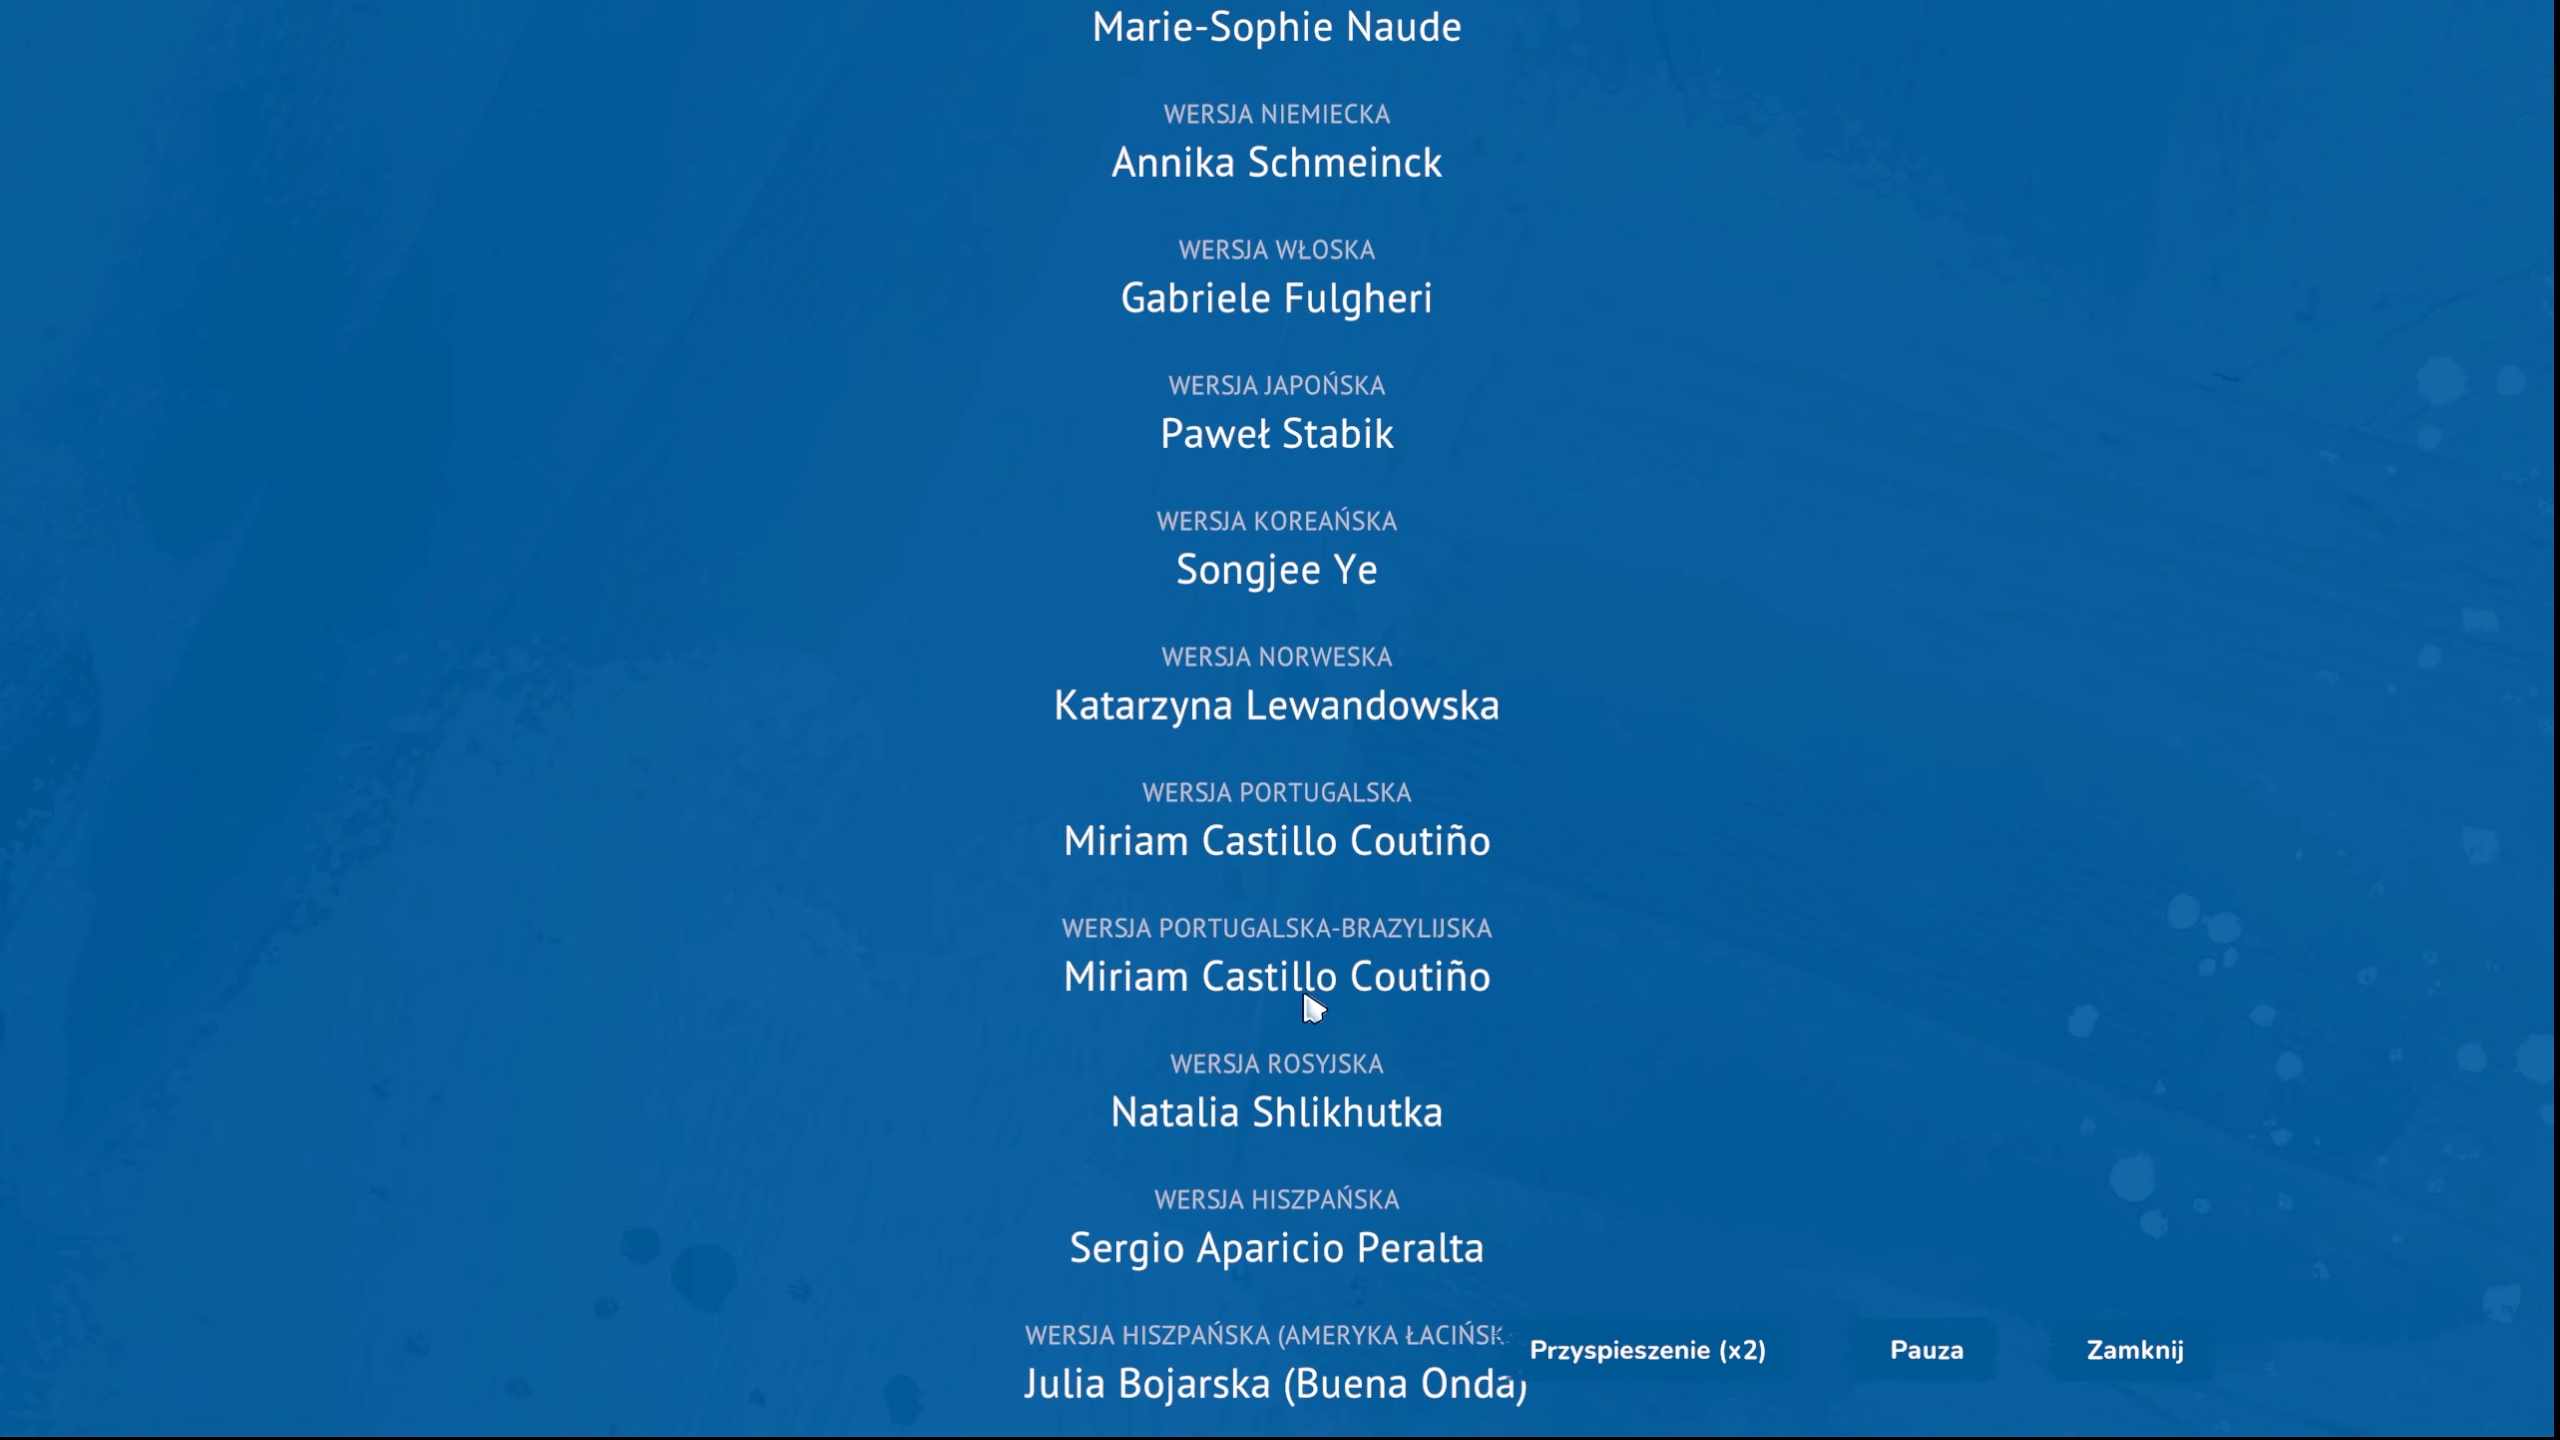 Marie-Sophie Naude
WERSJA NIEMIECKA
Annika Schmeinck
WERSJA WŁOSKA
Gabriele Fulgheri
WERSJA JAPOŃSKA
Paweł Stabik
WERSJA KOREAŃSKA
Songjee Ye
WERSJA NORWESKA
Katarzyna Lewandowska
WERSJA PORTUGALSKA
Miriam Castillo Coutiño
WERSJA PORTUGALSKA-BRAZYLIJSKA
Miriam Castillo Coutiño
WERSJA ROSYJSKA
Natalia Shlikhutka
WERSJA HISZPAŃSKA
Sergio Aparicio Peralta
WERSJA HISZPAŃSKA (AMERYKA ŁACIŃSK
Julia Bojarska (Buena Onda)
Przyspieszenie (x2)
Pauza
Zamknij